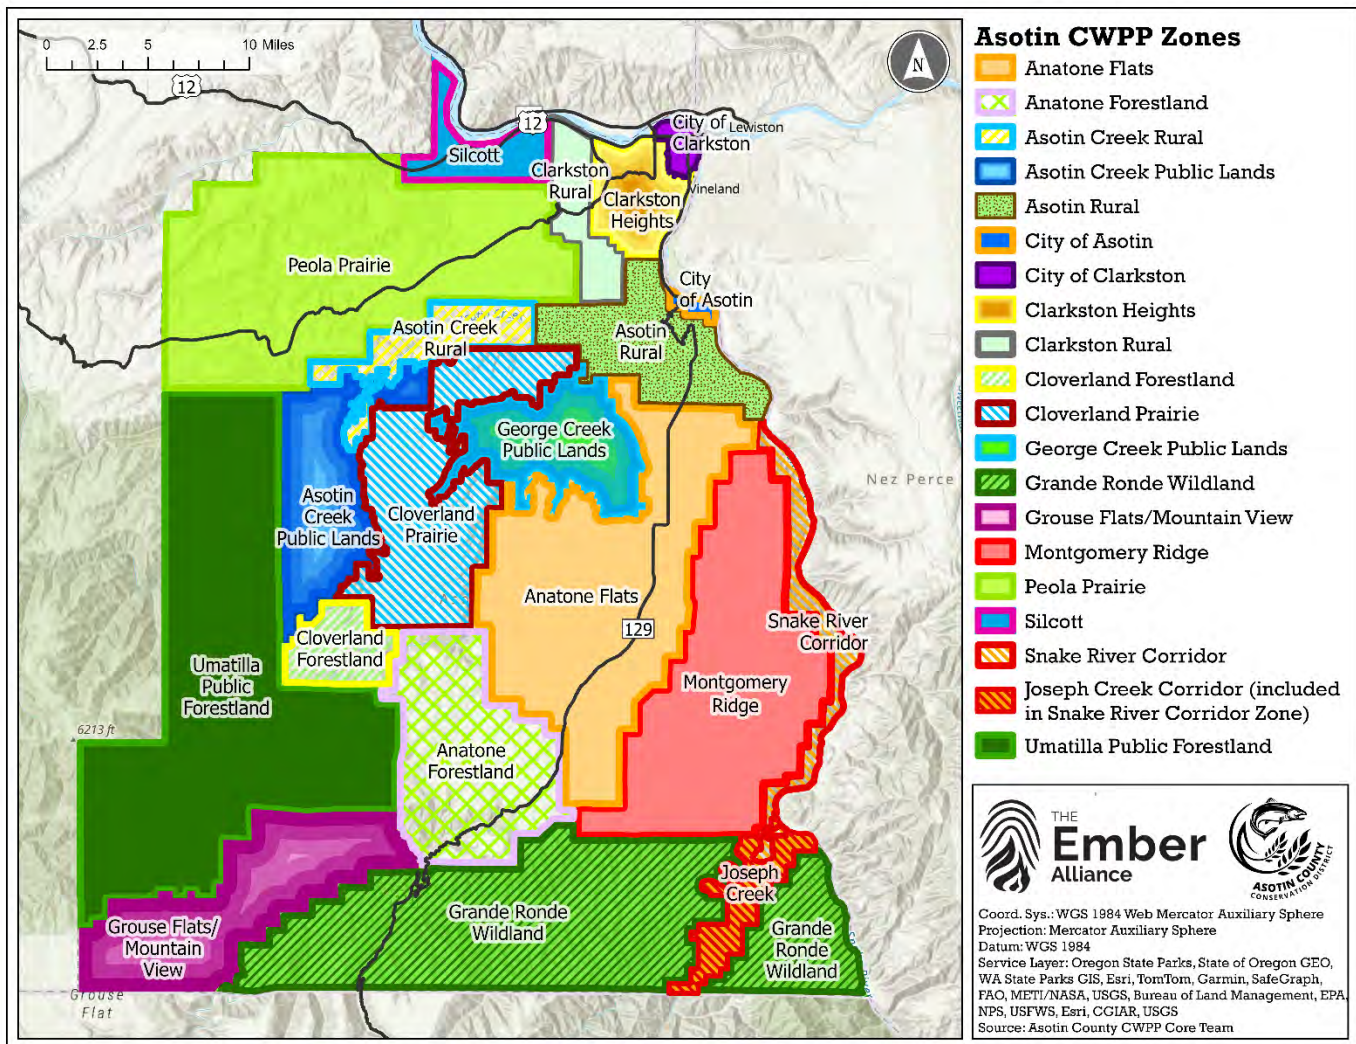 0 2.5 5 10 Miles
12
N
12
Silcott
City of
Clarkston
Lewiston
Clarkston
Rural
Vineland
Clarkston
Heights
Peola Prairie
City
of Asotin
Asotin Creek
Rural
Asotin
Rural
George Creek
Public Lands
Nez Perce
Asotin
Creek
Public Lands
Cloverland
Prairie
Anatone Flats
129
Snake River
Corridor
Cloverland
Forestland
Umatilla
Public
Forestland
Montgomery
Ridge
6213 ft
Anatone
Forestland
Joseph
Creek
Grande Ronde
Wildland
Grouse Flats/
Mountain
View
Grande
Ronde
Wildland
Grouse
Flat
River
Asotin CWPP Zones
Anatone Flats
Anatone Forestland
Asotin Creek Rural
Asotin Creek Public Lands
Asotin Rural
City of Asotin
City of Clarkston
Clarkston Heights
Clarkston Rural
Cloverland Forestland
Cloverland Prairie
George Creek Public Lands
Grande Ronde Wildland
Grouse Flats/Mountain View
Montgomery Ridge
Peola Prairie
Silcott
Snake River Corridor
Joseph Creek Corridor (included
in Snake River Corridor Zone)
Umatilla Public Forestland
THE
Ember
Alliance
ASOTIN COUNTY
CONSERVATION DISTRICT
Coord. Sys.: WGS 1984 Web Mercator Auxiliary Sphere
Projection: Mercator Auxiliary Sphere
Datum: WGS 1984
Service Layer: Oregon State Parks, State of Oregon GEO,
WA State Parks GIS, Esri, TomTom, Garmin, SafeGraph,
FAO, METI/NASA, USGS, Bureau of Land Management, EPA,
NPS, USFWS, Esri, CGIAR, USGS
Source: Asotin County CWPP Core Team